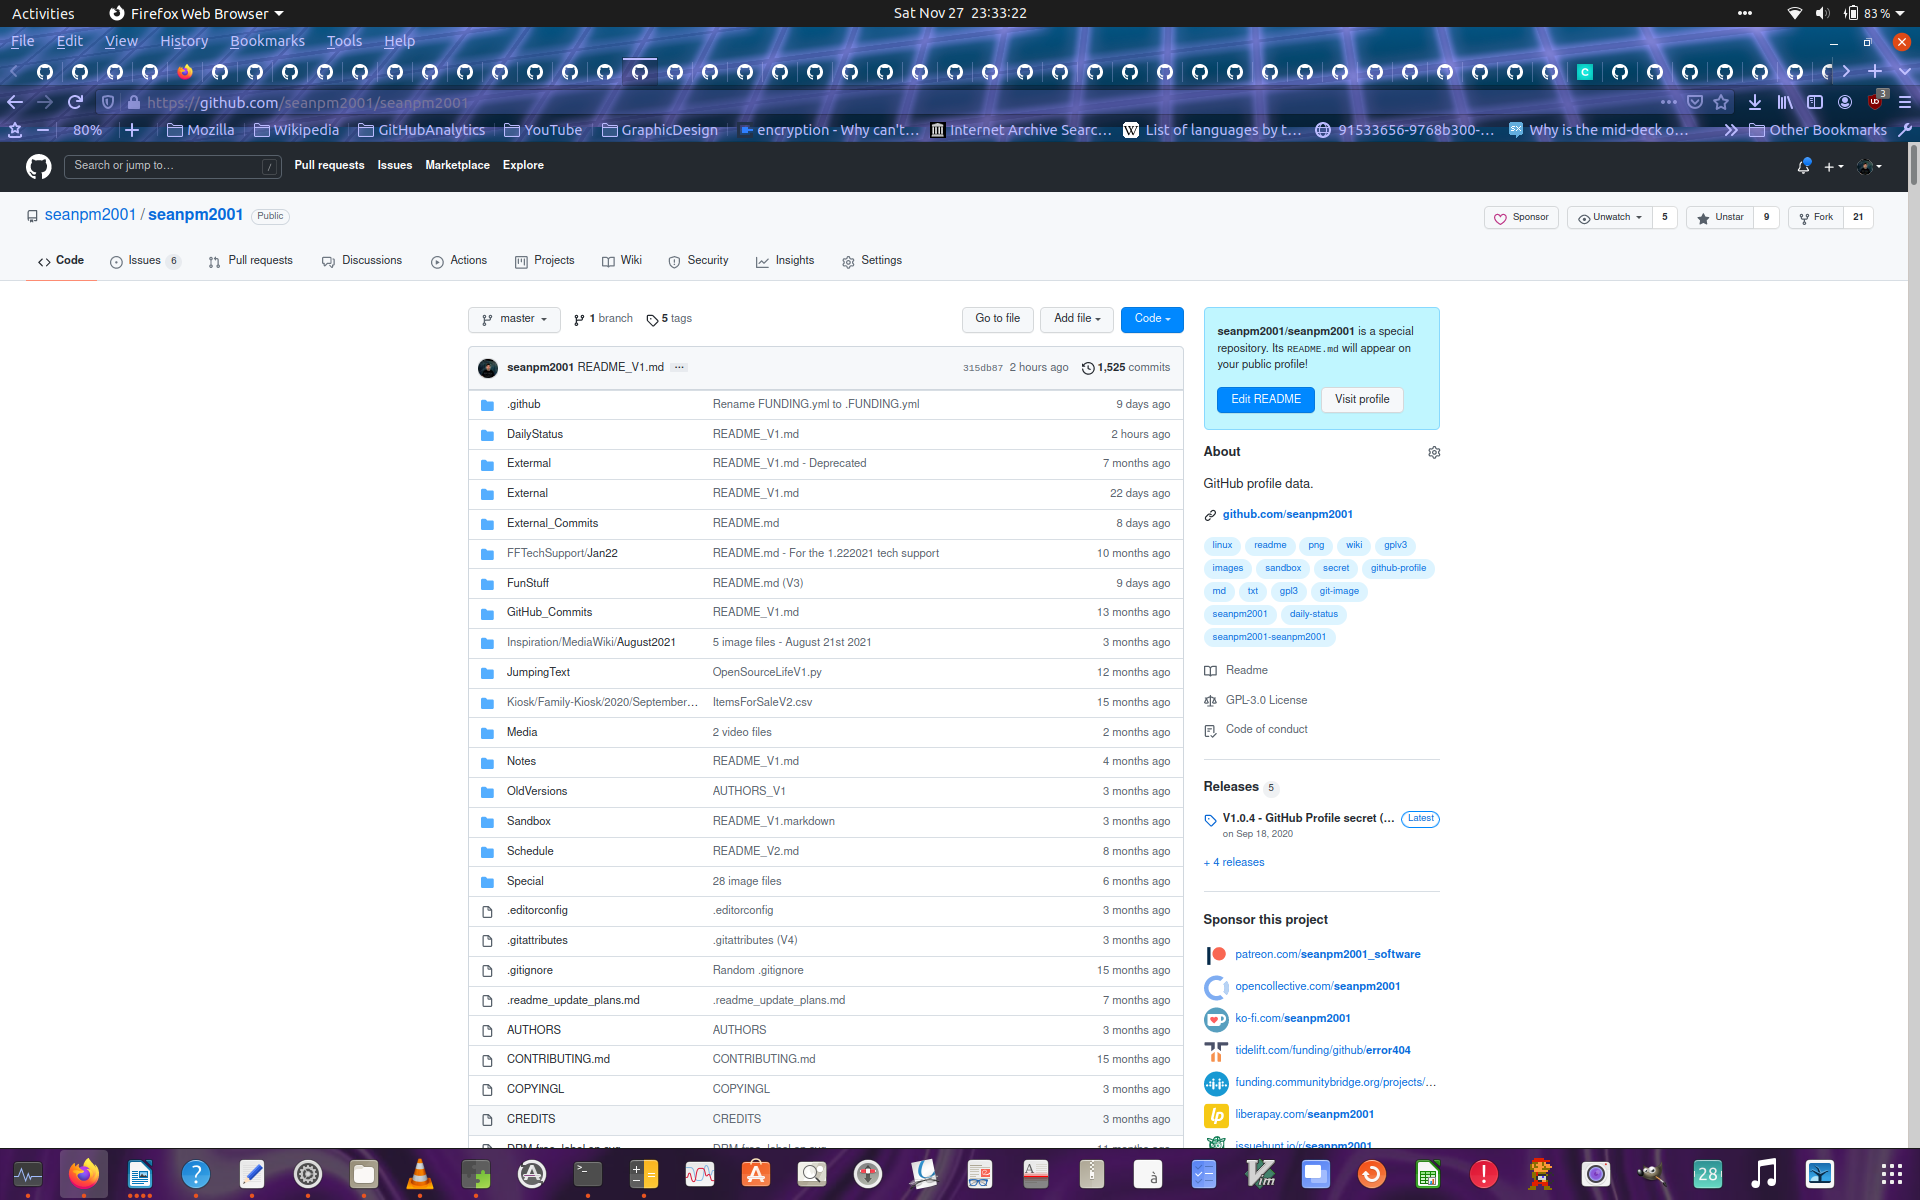 Activities
Firefox Web Browser
Sat Nov 27 23:33:22
83 %
File Edit View History Bookmarks Tools Help
https://github.com/seanpm2001/seanpm2001
3
80%
Mozilla
Wikipedia
GitHubAnalytics
YouTube
GraphicDesign
encryption - Why can't…
Internet Archive Searc…
List of languages by t…
91533656-9768b300-…
Why is the mid-deck o…
Other Bookmarks
Search or jump to…
/
Pull requests Issues Marketplace Explore
seanpm2001 / seanpm2001
Public
Sponsor
Unwatch 5
Unstar 9
Fork 21
Code
Issues 6
Pull requests
Discussions
Actions
Projects
Wiki
Security
Insights
Settings
master
1 branch
5 tags
Go to file
Add file
Code
seanpm2001 README_V1.md ...
315db87 2 hours ago
1,525 commits
.github Rename FUNDING.yml to .FUNDING.yml 9 days ago
DailyStatus README_V1.md 2 hours ago
Extermal README_V1.md - Deprecated 7 months ago
External README_V1.md 22 days ago
External_Commits README.md 8 days ago
FFTechSupport/Jan22 README.md - For the 1.222021 tech support 10 months ago
FunStuff README.md (V3) 9 days ago
GitHub_Commits README_V1.md 13 months ago
Inspiration/MediaWiki/August2021 5 image files - August 21st 2021 3 months ago
JumpingText OpenSourceLifeV1.py 12 months ago
Kiosk/Family-Kiosk/2020/September… ItemsForSaleV2.csv 15 months ago
Media 2 video files 2 months ago
Notes README_V1.md 4 months ago
OldVersions AUTHORS_V1 3 months ago
Sandbox README_V1.markdown 3 months ago
Schedule README_V2.md 8 months ago
Special 28 image files 6 months ago
.editorconfig .editorconfig 3 months ago
.gitattributes .gitattributes (V4) 3 months ago
.gitignore Random .gitignore 15 months ago
.readme_update_plans.md .readme_update_plans.md 7 months ago
AUTHORS AUTHORS 3 months ago
CONTRIBUTING.md CONTRIBUTING.md 15 months ago
COPYINGL COPYINGL 3 months ago
CREDITS CREDITS 3 months ago
seanpm2001/seanpm2001 is a special
repository. Its README.md will appear on
your public profile!
Edit README
Visit profile
About
GitHub profile data.
github.com/seanpm2001
linux readme png wiki gplv3
images sandbox secret github-profile
md txt gpl3 git-image
seanpm2001 daily-status
seanpm2001-seanpm2001
Readme
GPL-3.0 License
Code of conduct
Releases 5
V1.0.4 - GitHub Profile secret (… Latest
on Sep 18, 2020
+ 4 releases
Sponsor this project
patreon.com/seanpm2001_software
opencollective.com/seanpm2001
ko-fi.com/seanpm2001
tidelift.com/funding/github/error404
funding.communitybridge.org/projects/…
liberapay.com/seanpm2001
issuehunt.io/r/seanpm2001
28